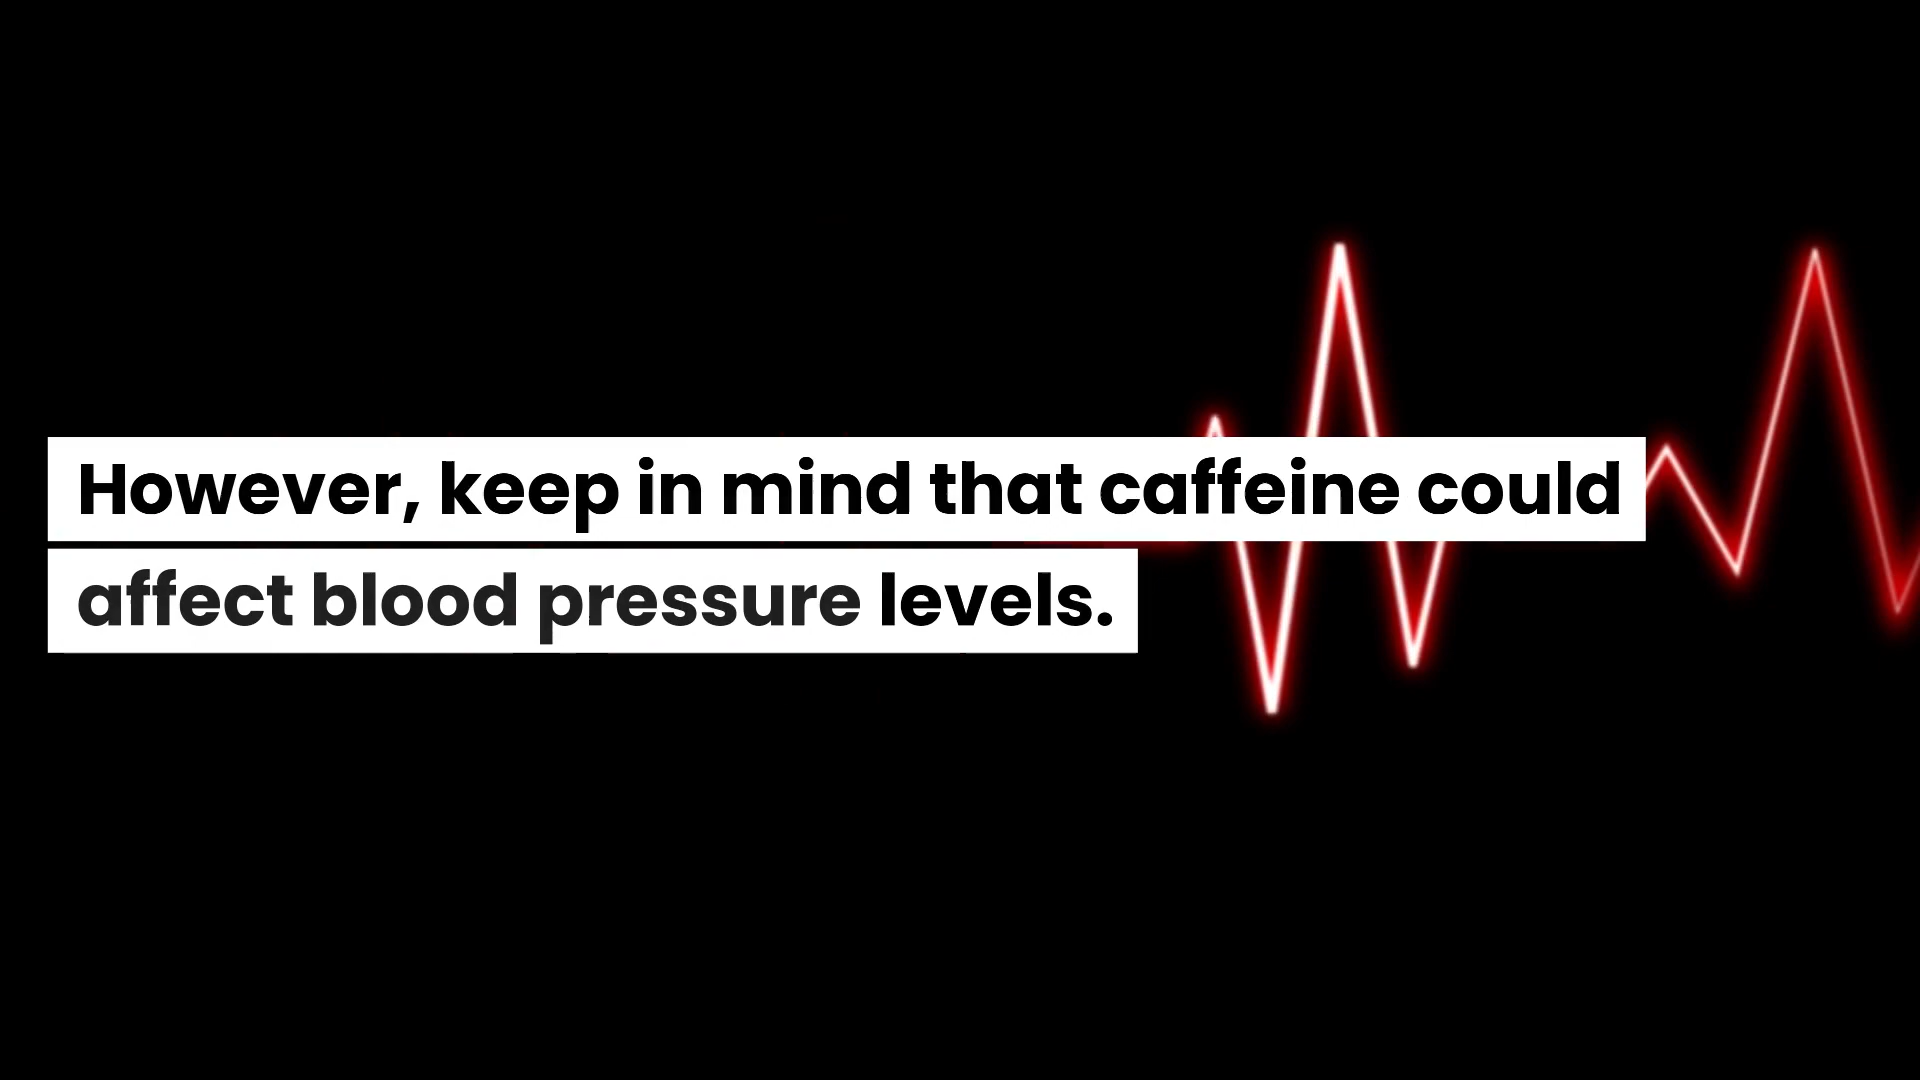 However, keep in mind that caffeine could
affect blood pressure levels.